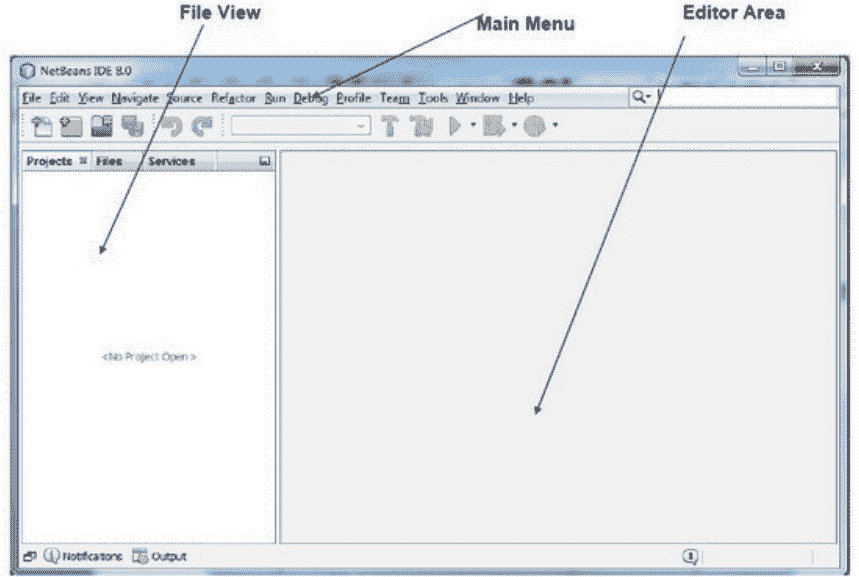 File View
Main Menu
Editor Area
NetBeans IDE 8.0
File Edit View Navigate Source Refactor Run Debug Profile Team Tools Window Help
Projects Files Services
<No Project Open>
Notifications Output